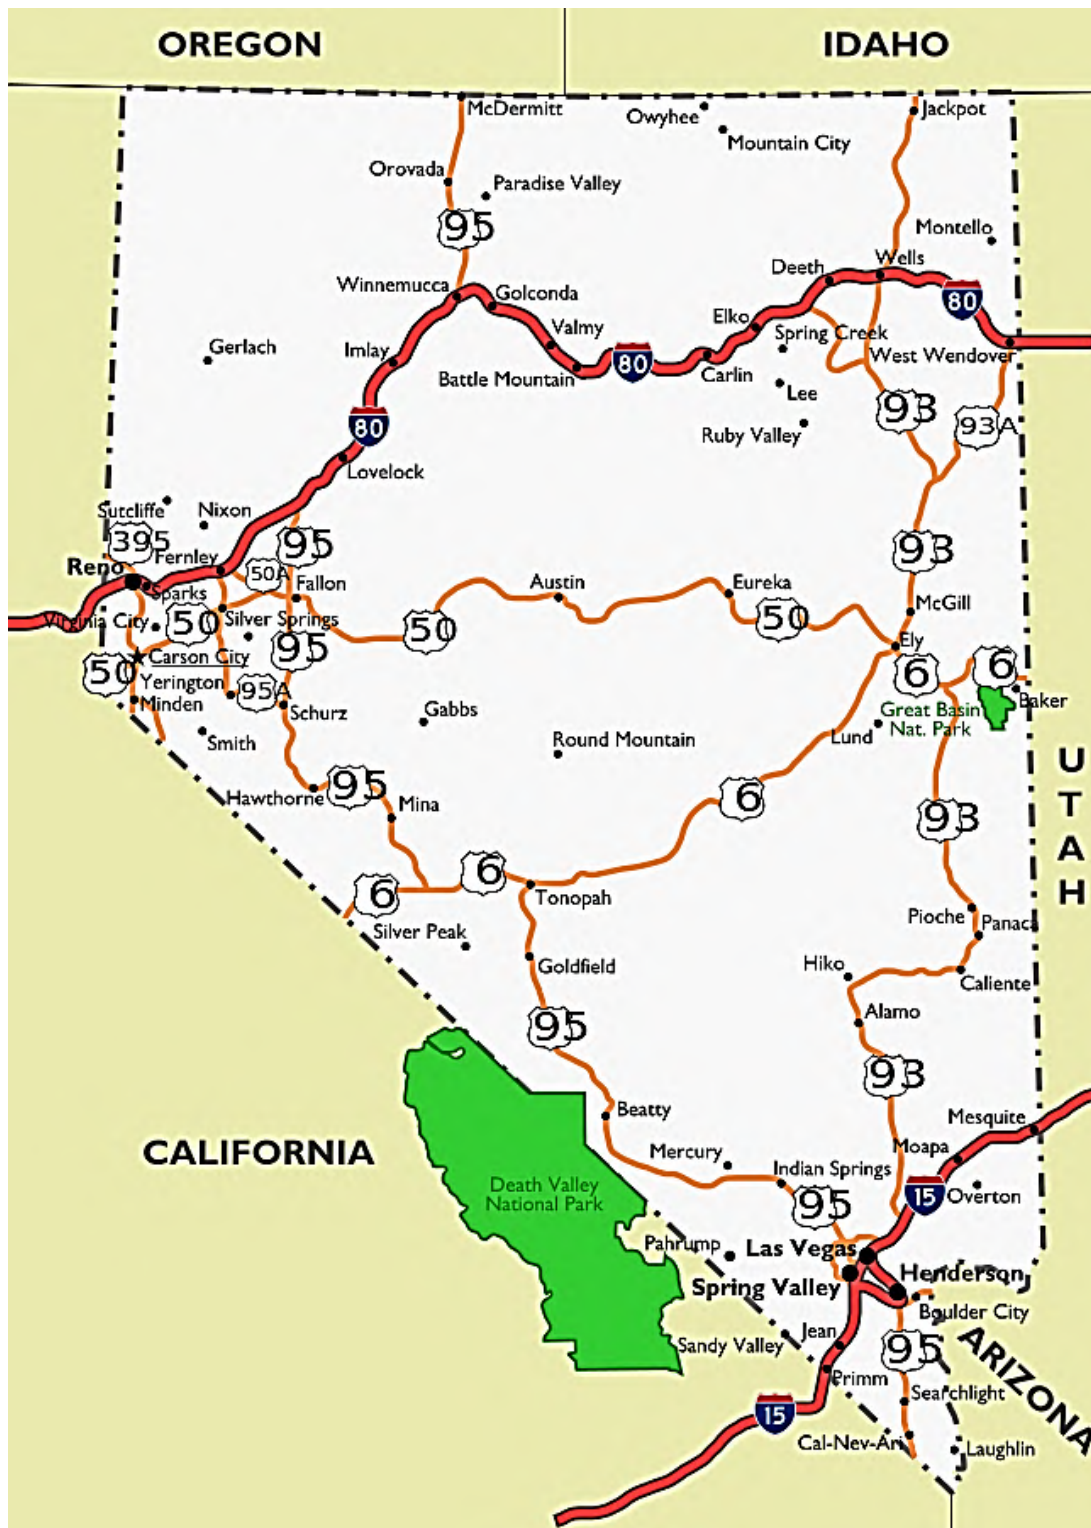 OREGON
IDAHO
McDermitt
Owyhee
Jackpot
Mountain City
Orovada
Paradise Valley
95
Montello
Wells
Deeth
Winnemucca
Golconda
80
Elko
Valmy
Spring Creek
Gerlach
Imlay
80
West Wendover
Battle Mountain
Carlin
Lee
93
93A
80
Ruby Valley
Lovelock
Sutcliffe
Nixon
395
95
93
Fernley
Reno
50A
Fallon
Austin
Eureka
Sparks
McGill
Virginia City
50
Silver Springs
50
50
95
Ely
Carson City
50
6
6
Yerington
95A
Minden
Schurz
Gabbs
Great Basin
Nat. Park
Baker
Smith
Round Mountain
Lund
UTAH
Hawthorne
95
Mina
6
93
6
6
Tonopah
Pioche
Panaca
Silver Peak
Goldfield
Hiko
Caliente
Alamo
95
93
Beatty
Mesquite
CALIFORNIA
Mercury
Moapa
Indian Springs
Death Valley
National Park
95
15
Overton
Pahrump
Las Vegas
Spring Valley
Henderson
Boulder City
Jean
Sandy Valley
95
ARIZONA
Primm
Searchlight
15
Cal-Nev-Ari
Laughlin